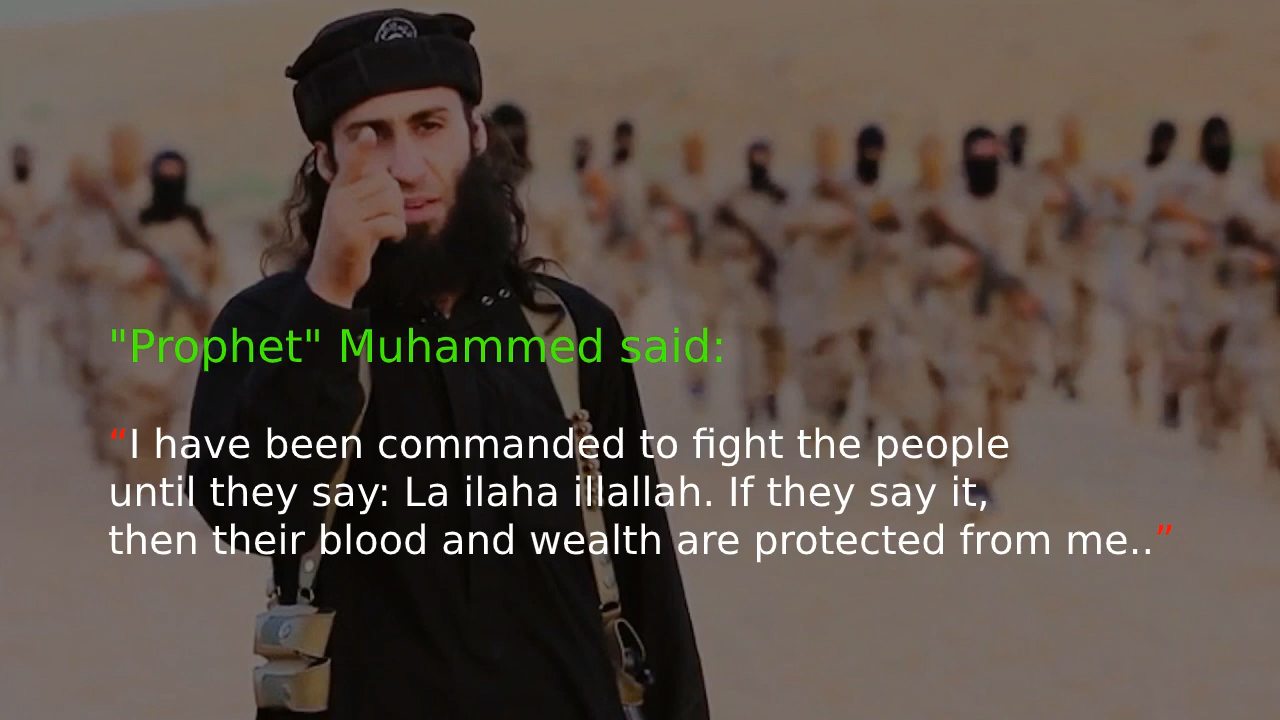 "Prophet" Muhammed said:
“I have been commanded to fight the people
until they say: La ilaha illallah. If they say it,
then their blood and wealth are protected from me..”